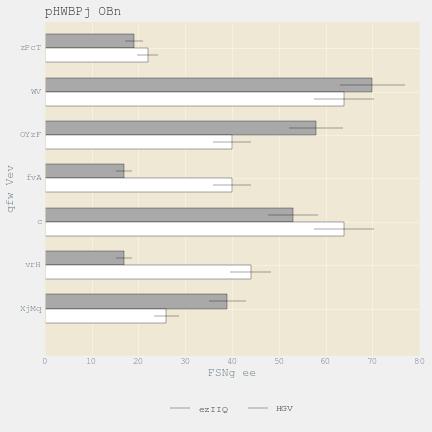 pHWBPj OBn
zFcT
WV
OYzF
fvA
c
vrH
XjMq
qfw Vev
0 10 20 30 40 50 60 70 80
FSNg ee
ezIIQ HGV